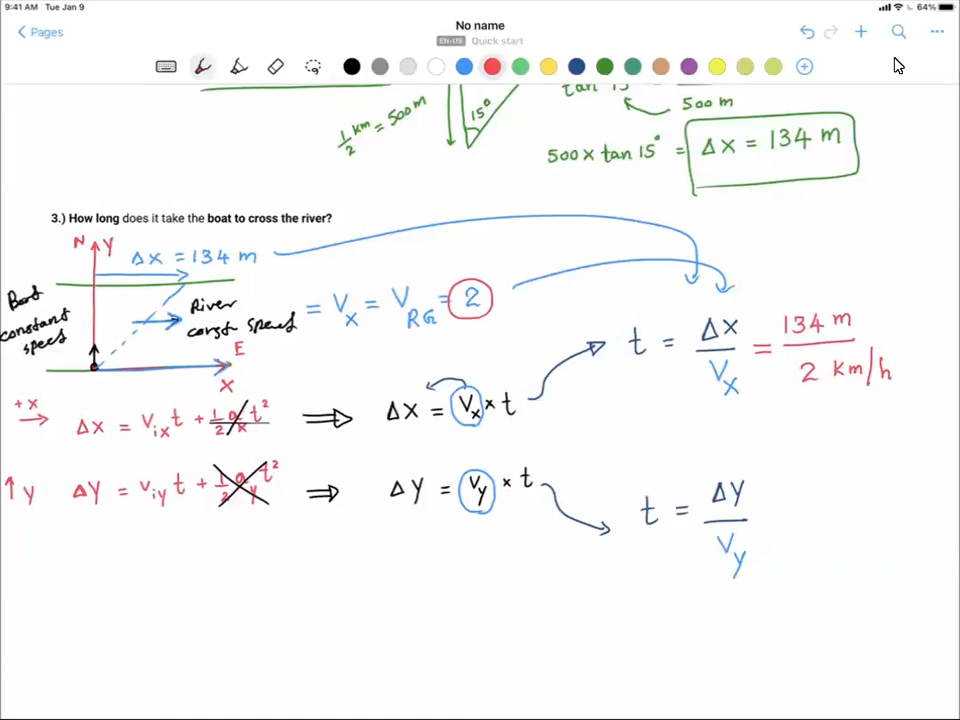 9:41 AM Tue Jan 9
64%
No name
Pages
EN-US Quick start
tan 15
500 m
1/2 km = 500 m
15°
500 x tan 15° = Δx = 134 m
3.) How long does it take the boat to cross the river?
N Y
Δx = 134 m
Boat constant speed
River const speed
= Vx = VRG = 2
E
X
t = Δx/Vx = 134 m/2 km/h
+x
Δx = Vix t + 1/2 ax t² ⇒ Δx = Vx × t
↑ y Δy = Viy t + 1/2 ay t² ⇒ Δy = Vy × t
t = Δy/Vy